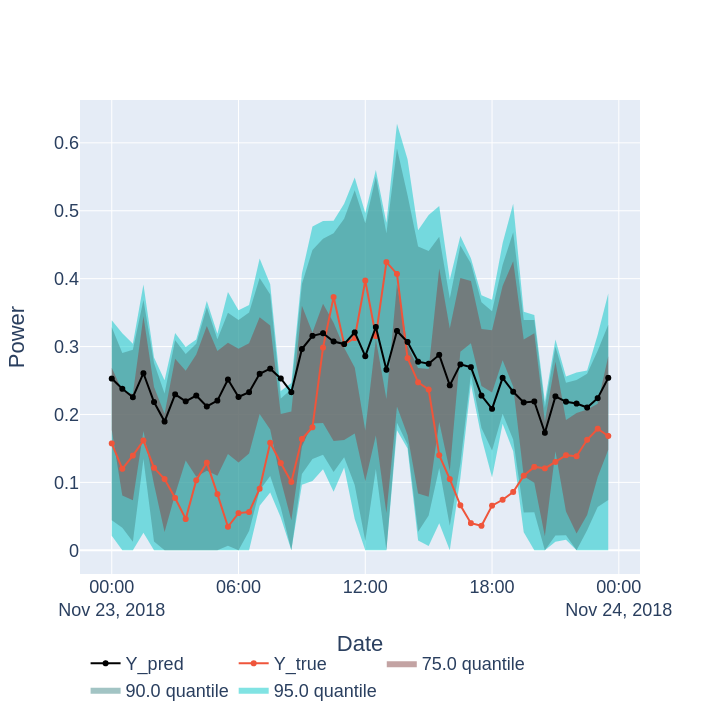 Power
0.6
0.5
0.4
0.3
0.2
0.1
0
00:00 06:00 12:00 18:00 00:00
Nov 23, 2018 Nov 24, 2018
Date
Y_pred Y_true 75.0 quantile
90.0 quantile 95.0 quantile